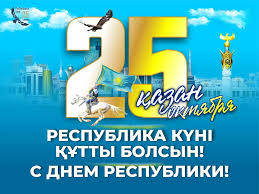 25
қазан
октября
РЕСПУБЛИКА КҮНІ
ҚҰТТЫ БОЛСЫН!
С ДНЕМ РЕСПУБЛИКИ!